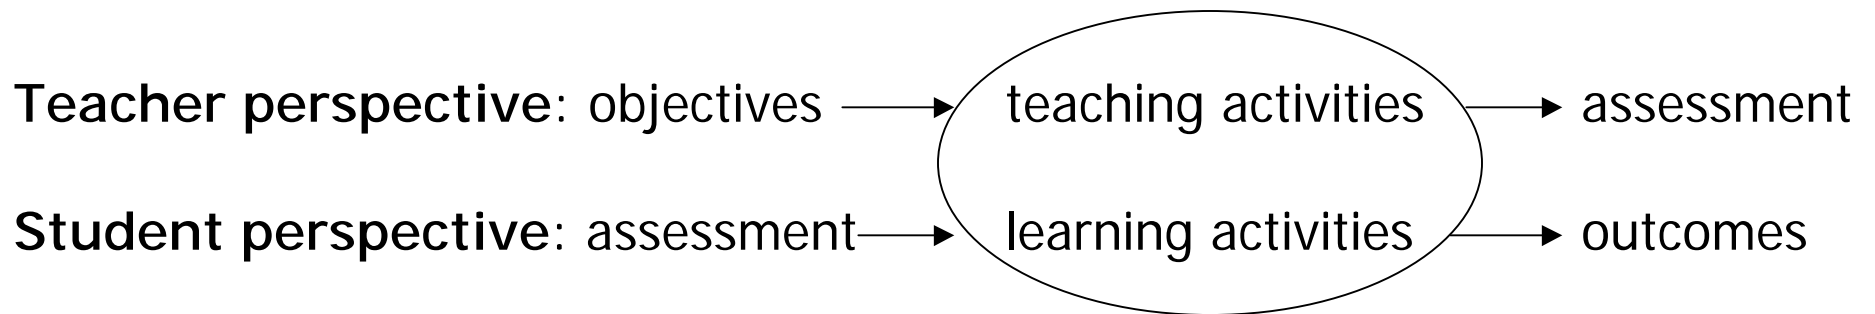 Teacher perspective: objectives teaching activities assessment
Student perspective: assessment learning activities outcomes